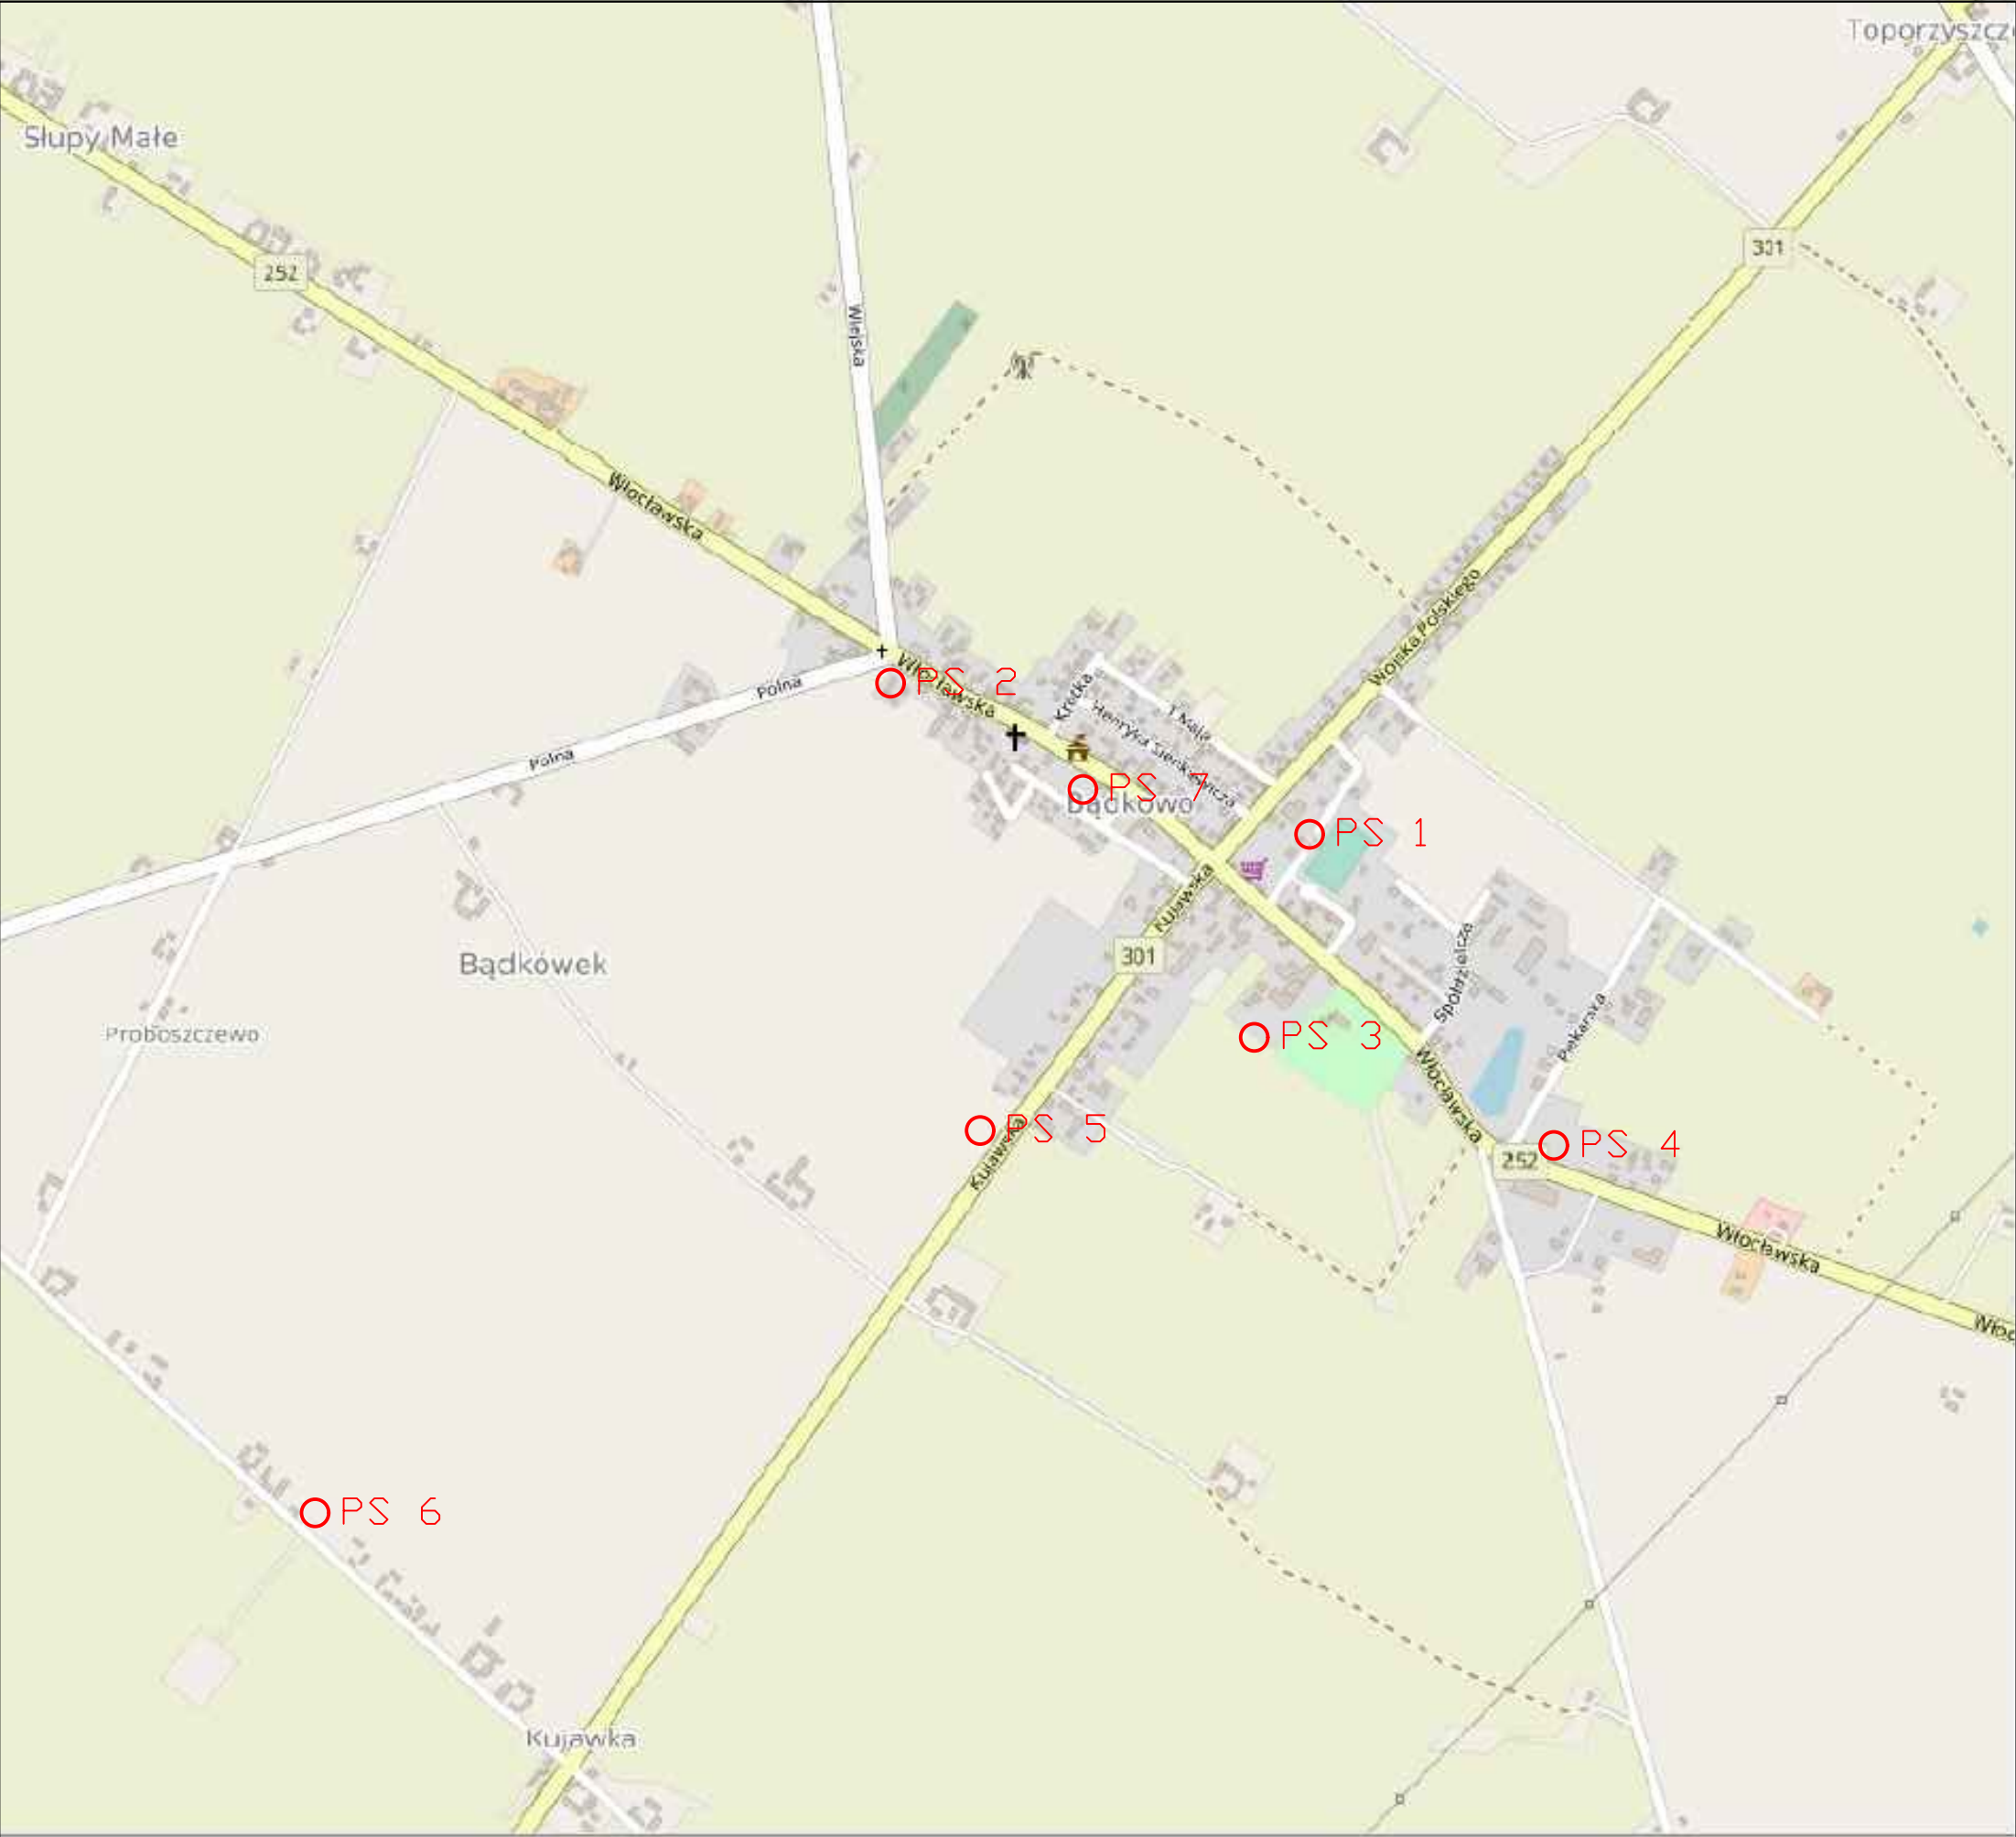 Toporzyszcze
Słupy Małe
301
252
Wiejska
Włocławska
Wojska Polskiego
Włocławska
PS 2
Polna
Krótka
1 Maja
Henryka Sienkiewicza
Polna
PS 7
Bądkowo
PS 1
Kujawska
301
Bądkówek
Spółdzielcza
Piekarska
Proboszczewo
PS 3
Włocławska
PS 5
Kujawska
PS 4
252
Włocławska
Włoc
PS 6
Kujawka